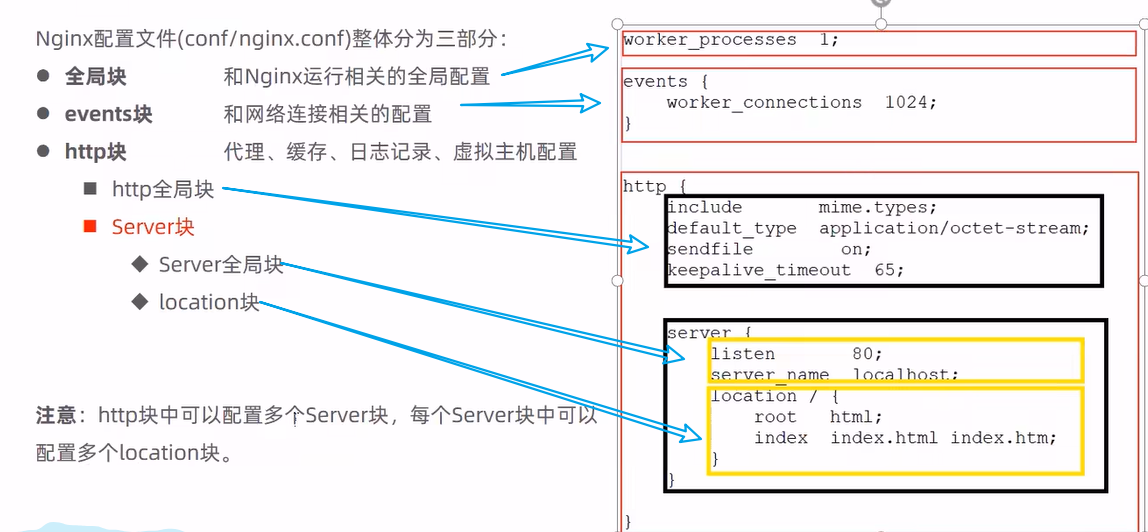 Nginx配置文件(conf/nginx.conf)整体分为三部分：
全局块 和Nginx运行相关的全局配置
events块 和网络连接相关的配置
http块 代理、缓存、日志记录、虚拟主机配置
http全局块
Server块
Server全局块
location块
注意：http块中可以配置多个Server块，每个Server块中可以
配置多个location块。
worker_processes 1;
events {
worker_connections 1024;
}
http {
include mime.types;
default_type application/octet-stream;
sendfile on;
keepalive_timeout 65;
server {
listen 80;
server_name localhost;
location / {
root html;
index index.html index.htm;
}
}
}